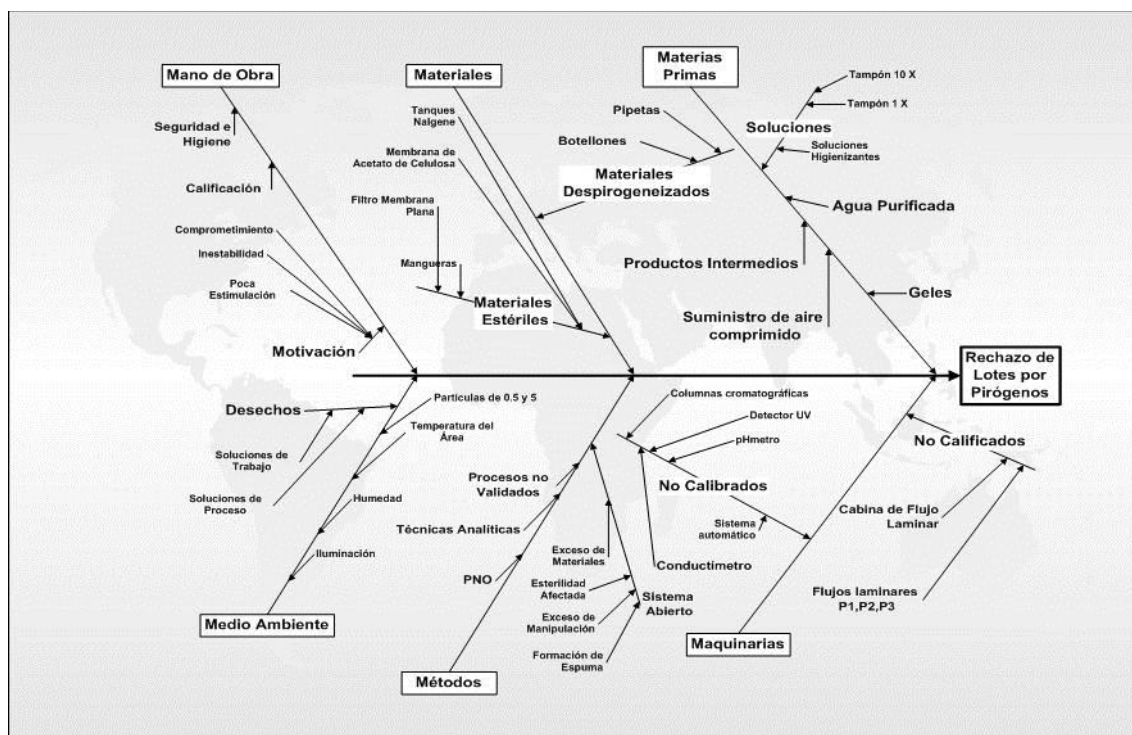 Mano de Obra
Seguridad e
Higiene
Calificación
Comprometimiento
Inestabilidad
Poca
Estimulación
Motivación
Materiales
Tanques
Nalgene
Membrana de
Acetato de Celulosa
Filtro Membrana
Plana
Mangueras
Materiales
Estériles
Pipetas
Botellones
Materiales
Despirogeneizados
Materias
Primas
Tampón 10 X
Tampón 1 X
Soluciones
Soluciones
Higienizantes
Agua Purificada
Productos Intermedios
Suministro de aire
comprimido
Geles
Rechazo de
Lotes por
Pirógenos
Desechos
Partículas de 0.5 y 5
Temperatura del
Área
Soluciones de
Trabajo
Soluciones de
Proceso
Humedad
Iluminación
Medio Ambiente
Procesos no
Validados
Técnicas Analíticas
PNO
Exceso de
Materiales
Esterilidad
Afectada
Exceso de
Manipulación
Formación de
Espuma
Sistema
Abierto
Métodos
Columnas cromatográficas
Detector UV
pHmetro
No Calibrados
Sistema
automático
Conductímetro
No Calificados
Cabina de Flujo
Laminar
Flujos laminares
P1,P2,P3
Maquinarias